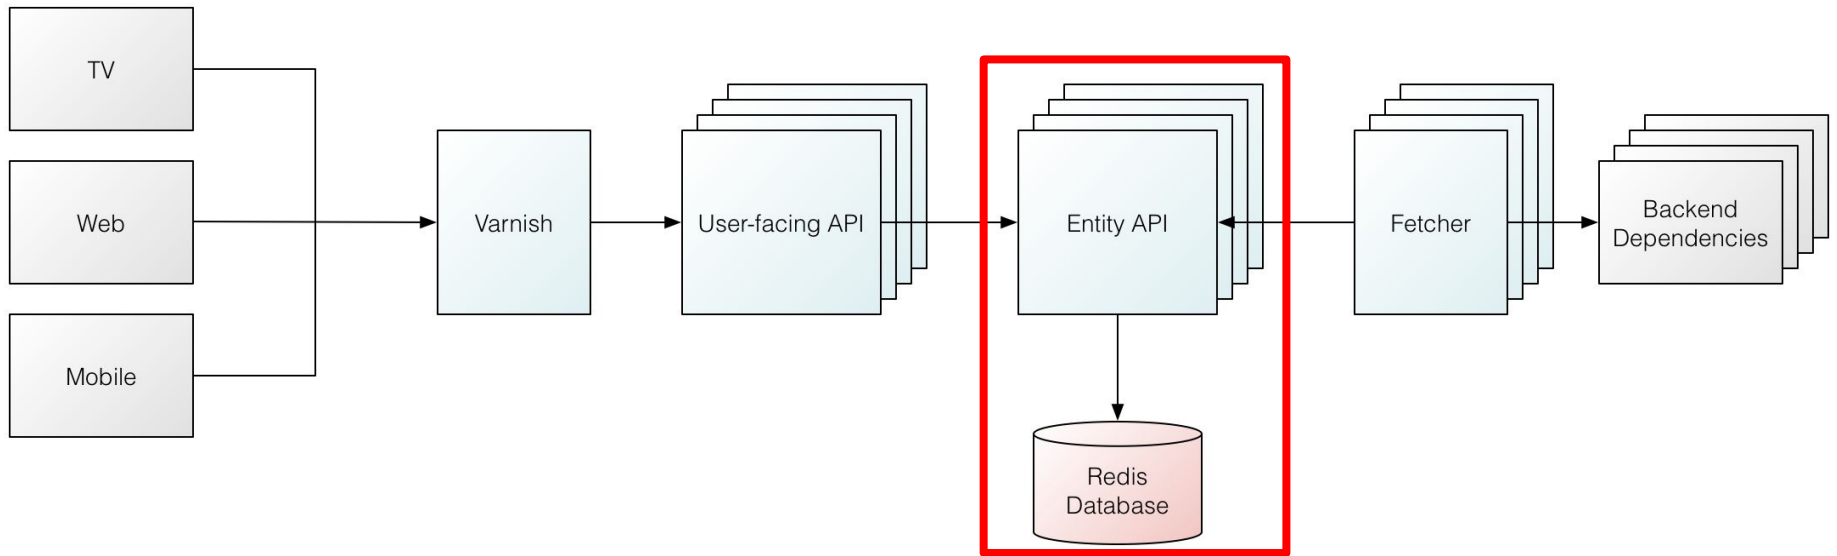 TV
Web
Mobile
Varnish
User-facing API
Entity API
Redis
Database
Fetcher
Backend
Dependencies